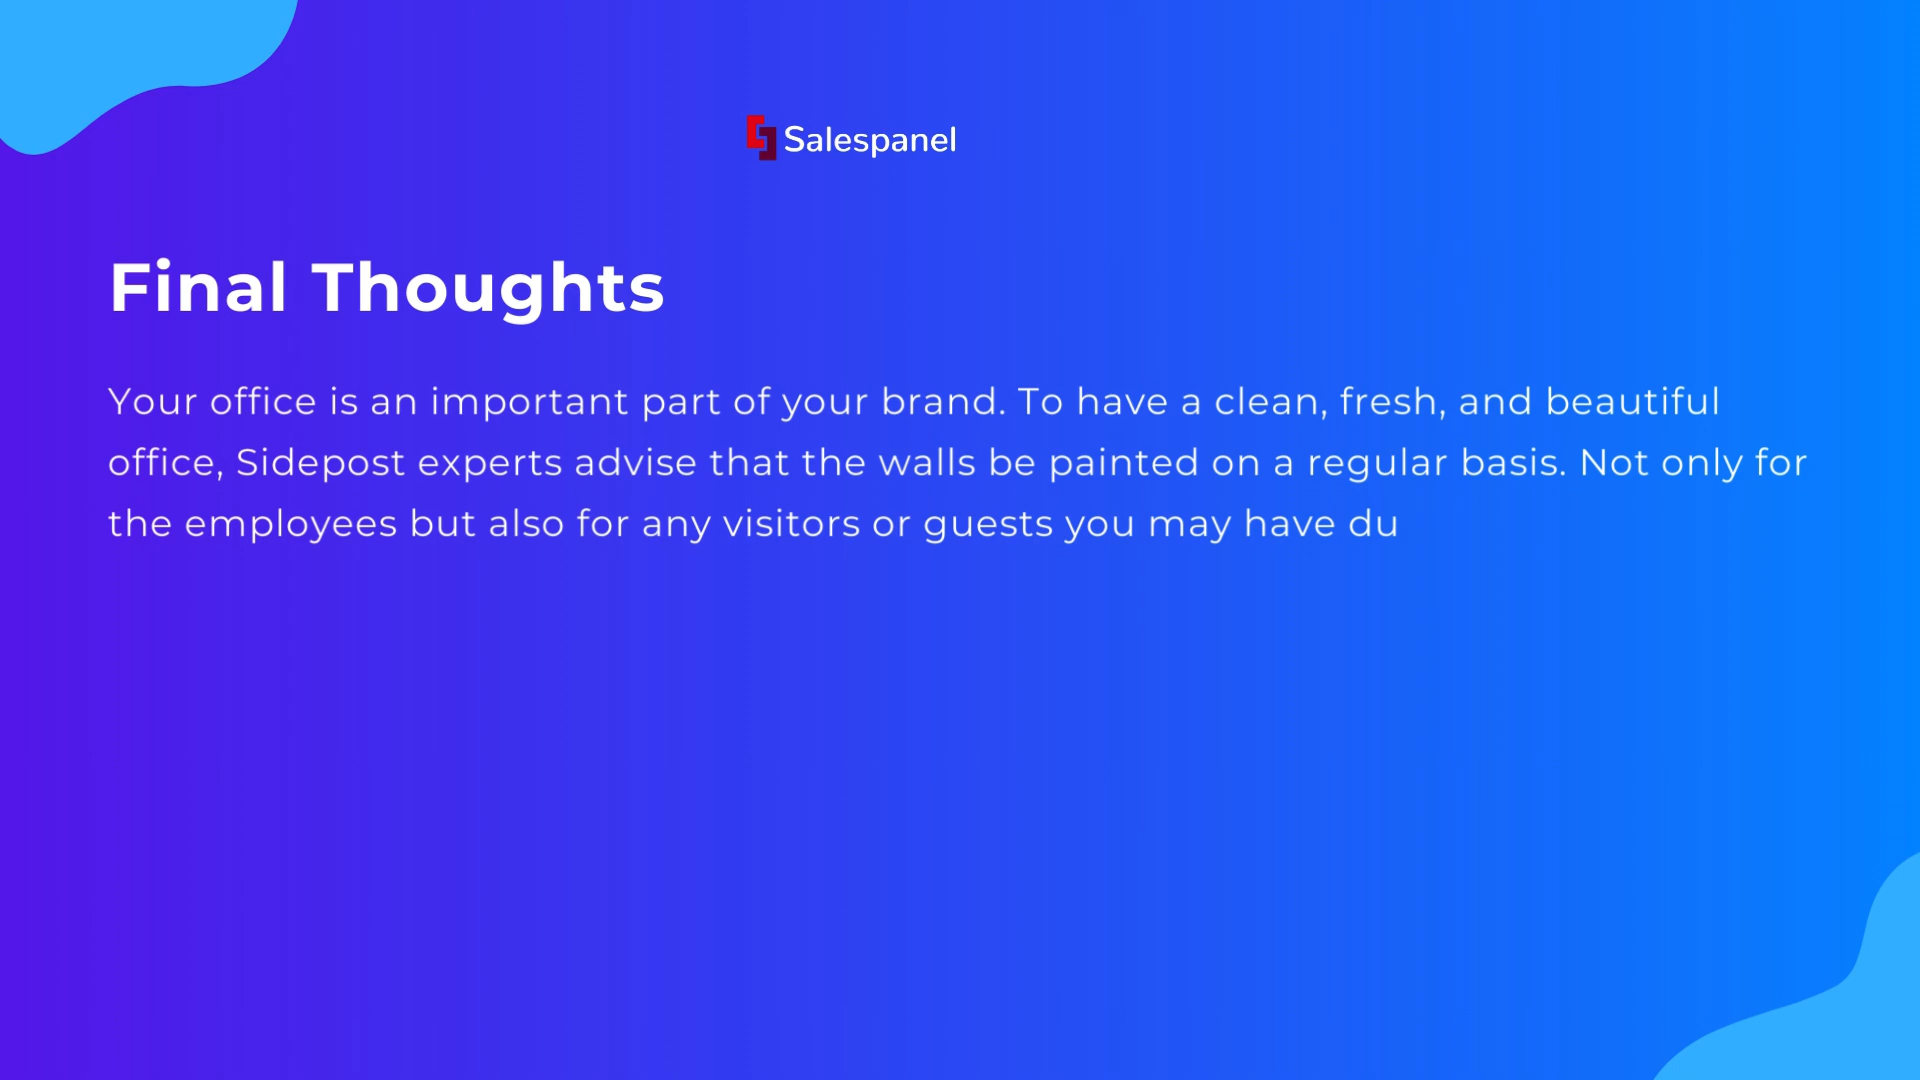 Salespanel
Final Thoughts
Your office is an important part of your brand. To have a clean, fresh, and beautiful
office, Sidepost experts advise that the walls be painted on a regular basis. Not only for
the employees but also for any visitors or guests you may have du